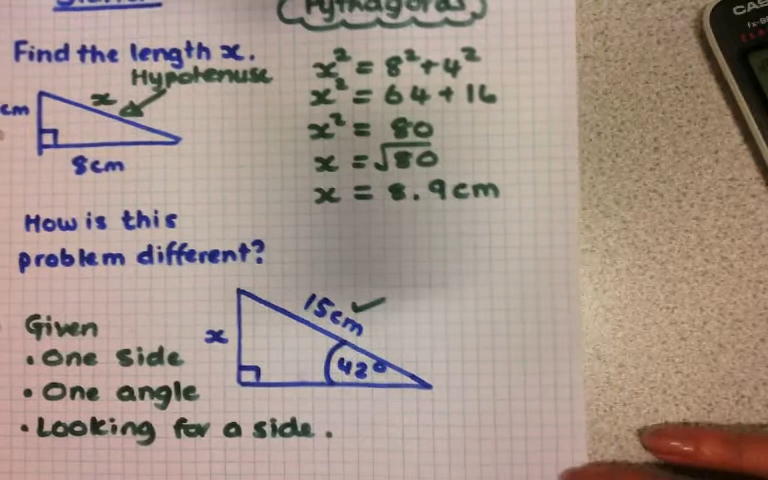 Pythagoras
Find the length x.
Hypotenuse
x
cm
8cm
x² = 8² + 4²
x² = 64 + 16
x² = 80
x = √80
x = 8.9cm
How is this
problem different?
Given
• One side
• One angle
• Looking for a side.
15cm ✓
x
42°
CAS
fx-